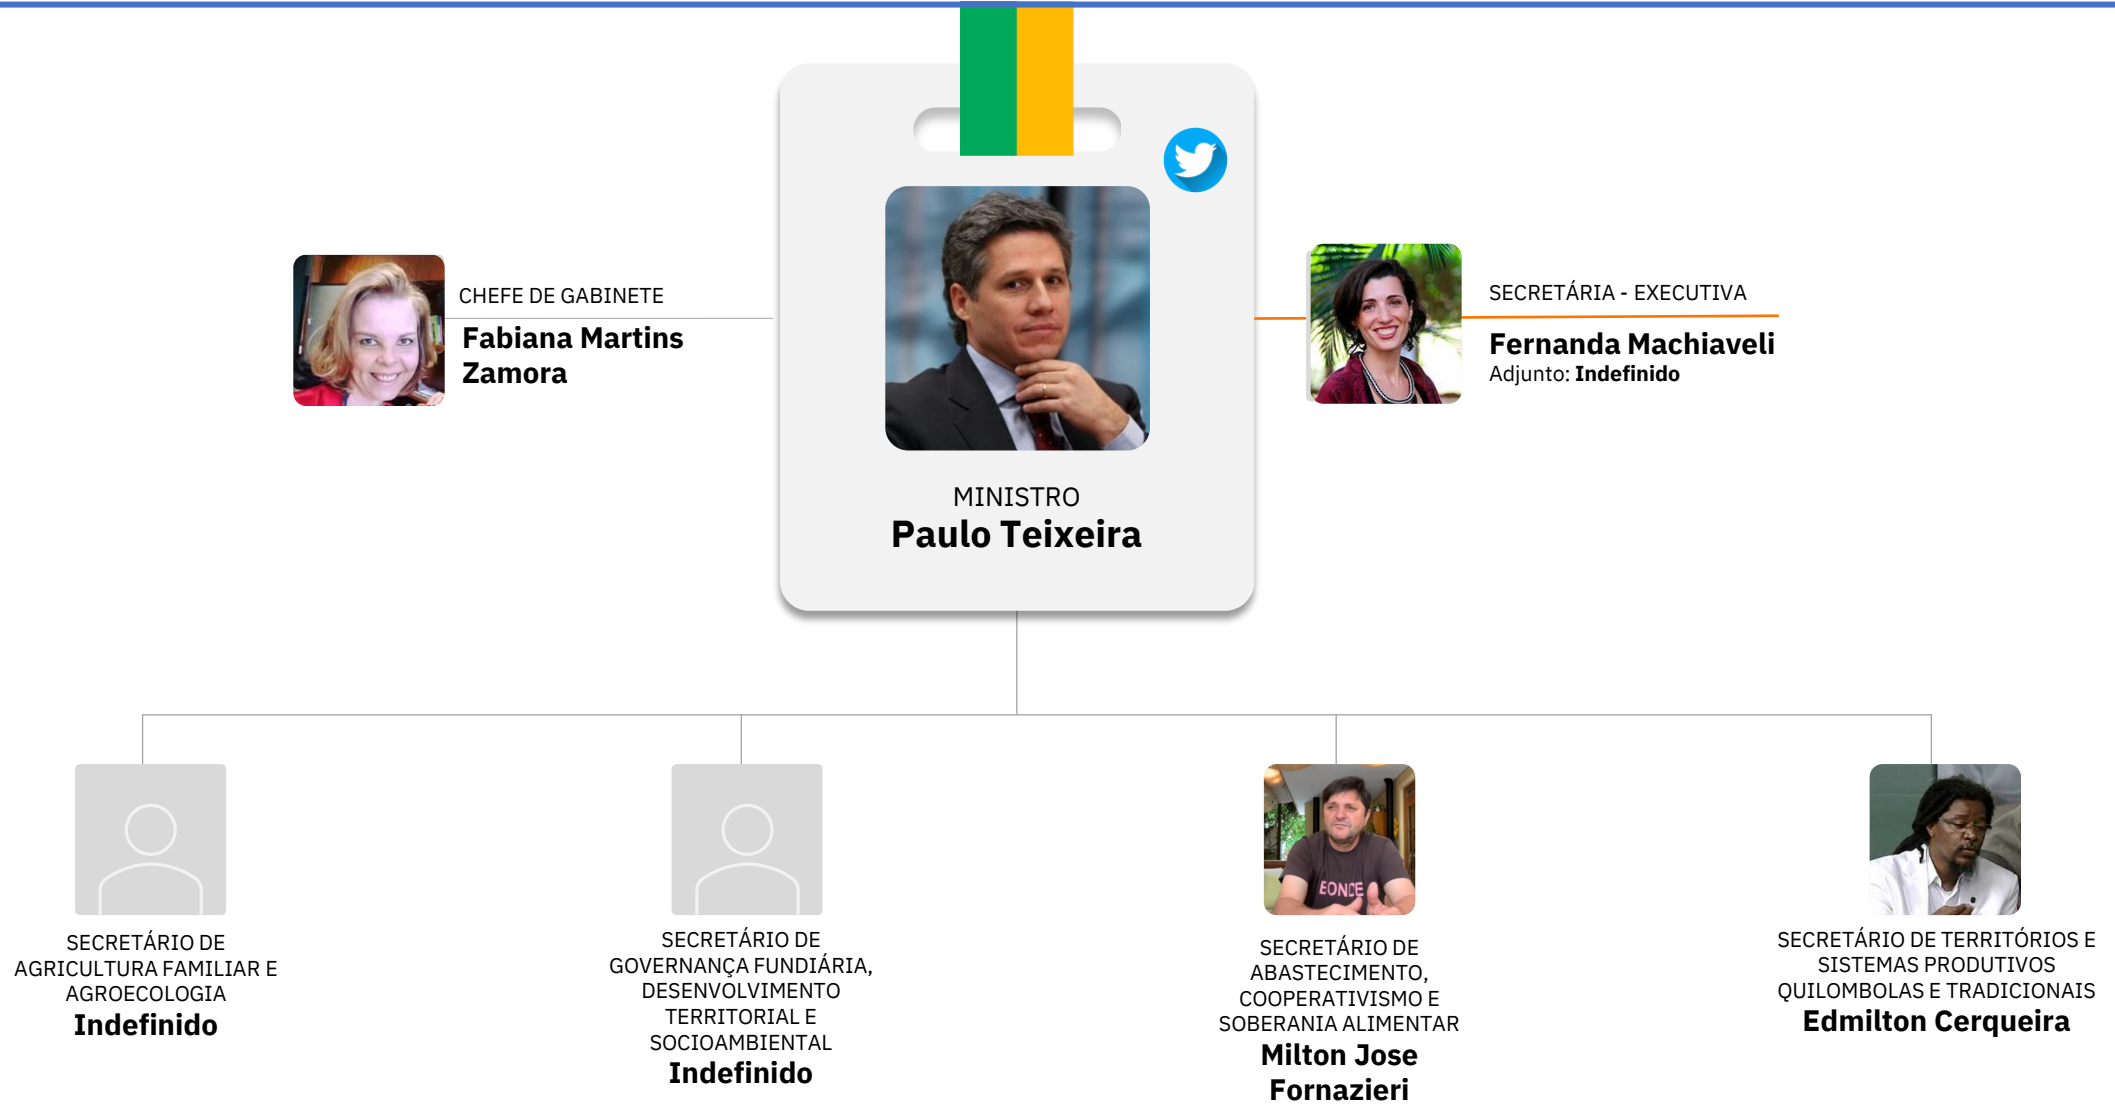 CHEFE DE GABINETE
Fabiana Martins
Zamora
MINISTRO
Paulo Teixeira
SECRETÁRIA - EXECUTIVA
Fernanda Machiaveli
Adjunto: Indefinido
SECRETÁRIO DE
AGRICULTURA FAMILIAR E
AGROECOLOGIA
Indefinido
SECRETÁRIO DE
GOVERNANÇA FUNDIÁRIA,
DESENVOLVIMENTO
TERRITORIAL E
SOCIOAMBIENTAL
Indefinido
BONDE
SECRETÁRIO DE
ABASTECIMENTO,
COOPERATIVISMO E
SOBERANIA ALIMENTAR
Milton Jose
Fornazieri
SECRETÁRIO DE TERRITÓRIOS E
SISTEMAS PRODUTIVOS
QUILOMBOLAS E TRADICIONAIS
Edmilton Cerqueira